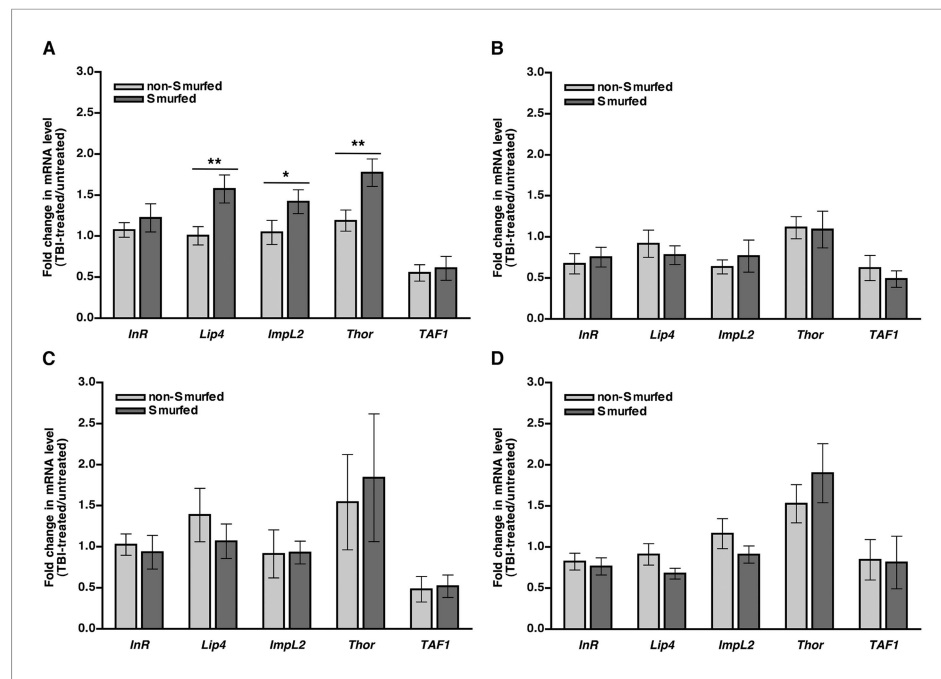 A
Fold change in mRNA level
(TBI-treated/untreated)
3.0
2.5
2.0
1.5
1.0
0.5
0.0
non-Smurfed
Smurfed
**
*
**
InR Lip4 ImpL2 Thor TAF1
B
Fold change in mRNA level
(TBI-treated/untreated)
3.0
2.5
2.0
1.5
1.0
0.5
0.0
non-Smurfed
Smurfed
InR Lip4 ImpL2 Thor TAF1
C
Fold change in mRNA level
(TBI-treated/untreated)
3.0
2.5
2.0
1.5
1.0
0.5
0.0
non-Smurfed
Smurfed
InR Lip4 ImpL2 Thor TAF1
D
Fold change in mRNA level
(TBI-treated/untreated)
3.0
2.5
2.0
1.5
1.0
0.5
0.0
non-Smurfed
Smurfed
InR Lip4 ImpL2 Thor TAF1